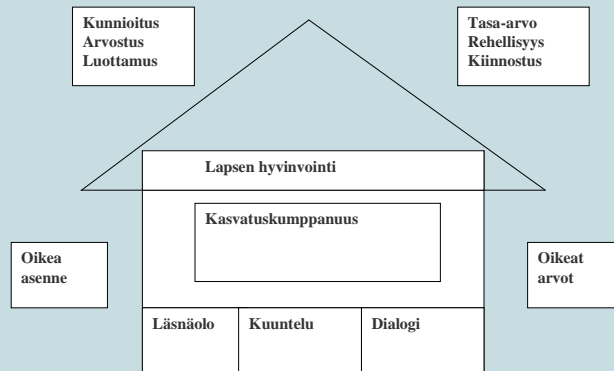 Kunnioitus
Arvostus
Luottamus
Tasa-arvo
Rehellisyys
Kiinnostus
Lapsen hyvinvointi
Kasvatuskumppanuus
Oikea
asenne
Oikeat
arvot
Läsnäolo
Kuuntelu
Dialogi